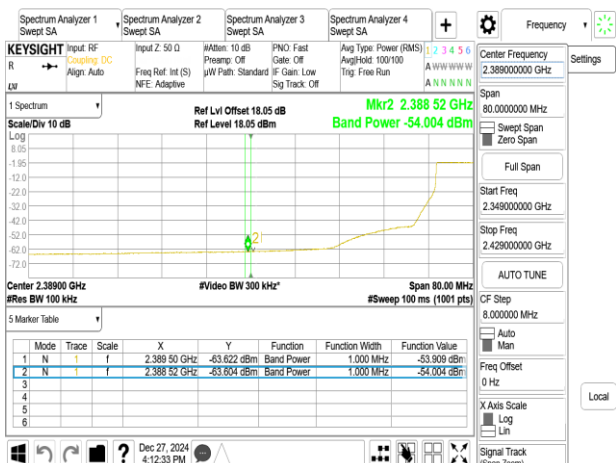 Spectrum Analyzer 1
Swept SA
Spectrum Analyzer 2
Swept SA
Spectrum Analyzer 3
Swept SA
Spectrum Analyzer 4
Swept SA
Frequency
KEYSIGHT
R
Input: RF
Coupling: DC
Align: Auto
Input Z: 50 Ω
Freq Ref: Int (S)
NFE: Adaptive
#Atten: 10 dB
Preamp: Off
µW Path: Standard
PNO: Fast
Gate: Off
IF Gain: Low
Sig Track: Off
Avg Type: Power (RMS)
Avg|Hold: 100/100
Trig: Free Run
1 2 3 4 5 6
A W W W W W
A N N N N N
1 Spectrum
Scale/Div 10 dB
Ref Lvl Offset 18.05 dB
Ref Level 18.05 dBm
Mkr2 2.388 52 GHz
Band Power -54.004 dBm
Log
8.05
-1.95
-12.0
-22.0
-32.0
-42.0
-52.0
-62.0
-72.0
2
Center 2.38900 GHz
#Res BW 100 kHz
#Video BW 300 kHz*
Span 80.00 MHz
#Sweep 100 ms (1001 pts)
5 Marker Table
Mode Trace Scale X Y Function Function Width Function Value
1 N 1 f 2.389 50 GHz -63.622 dBm Band Power 1.000 MHz -53.909 dBm
2 N 1 f 2.388 52 GHz -63.604 dBm Band Power 1.000 MHz -54.004 dBm
3
4
5
6
Dec 27, 2024
4:12:33 PM
Center Frequency
2.389000000 GHz
Span
80.0000000 MHz
Swept Span
Zero Span
Full Span
Start Freq
2.349000000 GHz
Stop Freq
2.429000000 GHz
AUTO TUNE
CF Step
8.000000 MHz
Auto
Man
Freq Offset
0 Hz
X Axis Scale
Log
Lin
Signal Track
(Span Zoom)
Settings
Local